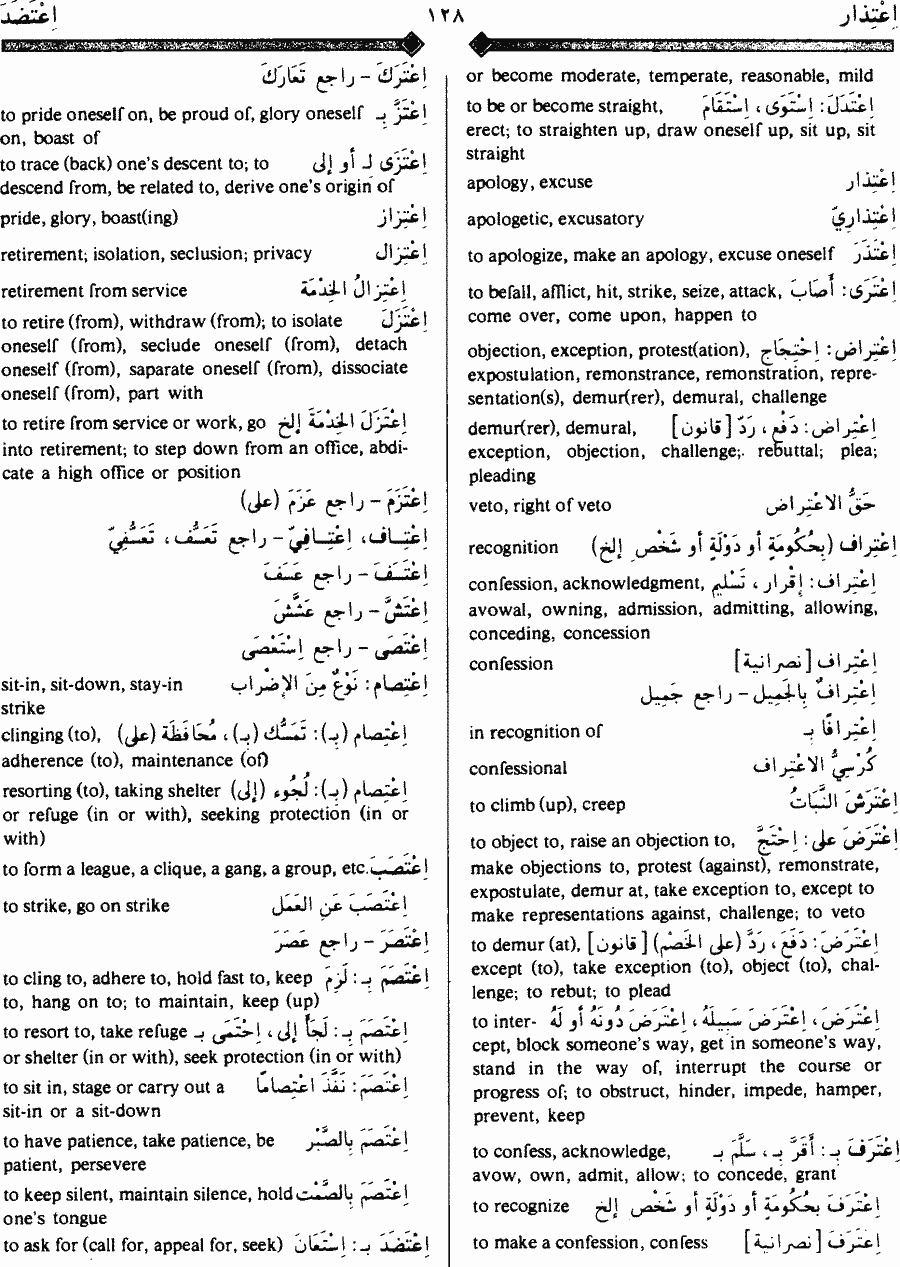 اِعْتِذار ١٢٨ اِعْتَضَدَ
or become moderate, temperate, reasonable, mild
to be or become straight, اِعْتَدَلَ: اِسْتَوَى، اِسْتَقَامَ
erect; to straighten up, draw oneself up, sit up, sit
straight
apology, excuse اِعْتِذار
apologetic, excusatory اِعْتِذارِيّ
to apologize, make an apology, excuse oneself اِعْتَذَرَ
to befall, afflict, hit, strike, seize, attack, اِعْتَرَى: أَصَابَ
come over, come upon, happen to
objection, exception, protest(ation), اِعْتِراض: اِحْتِجَاج
expostulation, remonstrance, remonstration, repre-
sentation(s), demur(rer), demural, challenge
demur(rer), demural, اِعْتِراض: دَفْع، رَدّ [قانون]
exception, objection, challenge; rebuttal; plea;
pleading
veto, right of veto حَقُّ الاعْتِراض
recognition اِعْتِراف (بِحُكُومَةٍ أو دَوْلَةٍ أو شَخْصٍ إلخ)
confession, acknowledgment, اِعْتِراف: إِقْرار، تَسْلِيم
avowal, owning, admission, admitting, allowing,
conceding, concession
confession اِعْتِراف [نصرانية]
اِعْتِرافٌ بِالجَمِيل - راجع جَمِيل
in recognition of اِعْتِرافًا بـ
confessional كُرْسِيُّ الاعْتِراف
to climb (up), creep اِعْتَرَشَ النَّبَاتُ
to object to, raise an objection to, اِعْتَرَضَ على: اِحْتَجَّ
make objections to, protest (against), remonstrate,
expostulate, demur at, take exception to, except to
make representations against, challenge; to veto
to demur (at), اِعْتَرَضَ: دَفَعَ، رَدَّ (على الخَصْم) [قانون]
except (to), take exception (to), object (to), chal-
lenge; to rebut; to plead
to inter- اِعْتَرَضَ، اِعْتَرَضَ سَبِيلَهُ، اِعْتَرَضَ دُونَهُ أو لَهُ
cept, block someone's way, get in someone's way,
stand in the way of, interrupt the course or
progress of; to obstruct, hinder, impede, hamper,
prevent, keep
to confess, acknowledge, اِعْتَرَفَ بـ: أَقَرَّ بـ، سَلَّمَ بـ
avow, own, admit, allow; to concede, grant
to recognize اِعْتَرَفَ بحُكُومَةٍ أو دَوْلَةٍ أو شَخْصٍ إلخ
to make a confession, confess اِعْتَرَفَ [نصرانية]
اِعْتَرَكَ - راجع تَعَارَكَ
to pride oneself on, be proud of, glory oneself اِعْتَزَّ بـ
on, boast of
to trace (back) one's descent to; to اِعْتَزَى لـ أو إلى
descend from, be related to, derive one's origin of
pride, glory, boast(ing) اِعْتِزاز
retirement; isolation, seclusion; privacy اِعْتِزال
retirement from service اِعْتِزالُ الخِدْمَة
to retire (from), withdraw (from); to isolate اِعْتَزَلَ
oneself (from), seclude oneself (from), detach
oneself (from), saparate oneself (from), dissociate
oneself (from), part with
to retire from service or work, go اِعْتَزَلَ الخِدْمَةَ إلخ
into retirement; to step down from an office, abdi-
cate a high office or position
اِعْتَزَمَ - راجع عَزَمَ (على)
اِعْتِساف، اِعْتِسافِيّ - راجع تَعَسُّف، تَعَسُّفِيّ
اِعْتَسَفَ - راجع عَسَفَ
اِعْتَشَّ - راجع عَشَّشَ
اِعْتَصَى - راجع اِسْتَعْصَى
sit-in, sit-down, stay-in اِعْتِصام: نَوْعٌ مِنَ الإِضْراب
strike
clinging (to), اِعْتِصام (بـ): تَمَسُّك (بـ)، مُحَافَظَة (على)
adherence (to), maintenance (of)
resorting (to), taking shelter اِعْتِصام (بـ): لُجُوء (إلى)
or refuge (in or with), seeking protection (in or
with)
to form a league, a clique, a gang, a group, etc. اِعْتَصَبَ
to strike, go on strike اِعْتَصَبَ عَنِ العَمَل
اِعْتَصَرَ - راجع عَصَرَ
to cling to, adhere to, hold fast to, keep اِعْتَصَمَ بـ: لَزِمَ
to, hang on to; to maintain, keep (up)
to resort to, take refuge اِعْتَصَمَ بـ: لَجَأَ إلى، اِحْتَمَى بـ
or shelter (in or with), seek protection (in or with)
to sit in, stage or carry out a اِعْتَصَمَ: نَفَّذَ اعْتِصامًا
sit-in or a sit-down
to have patience, take patience, be اِعْتَصَمَ بِالصَّبْر
patient, persevere
to keep silent, maintain silence, hold اِعْتَصَمَ بِالصَّمْت
one's tongue
to ask for (call for, appeal for, seek) اِعْتَضَدَ بـ: اِسْتَعَانَ